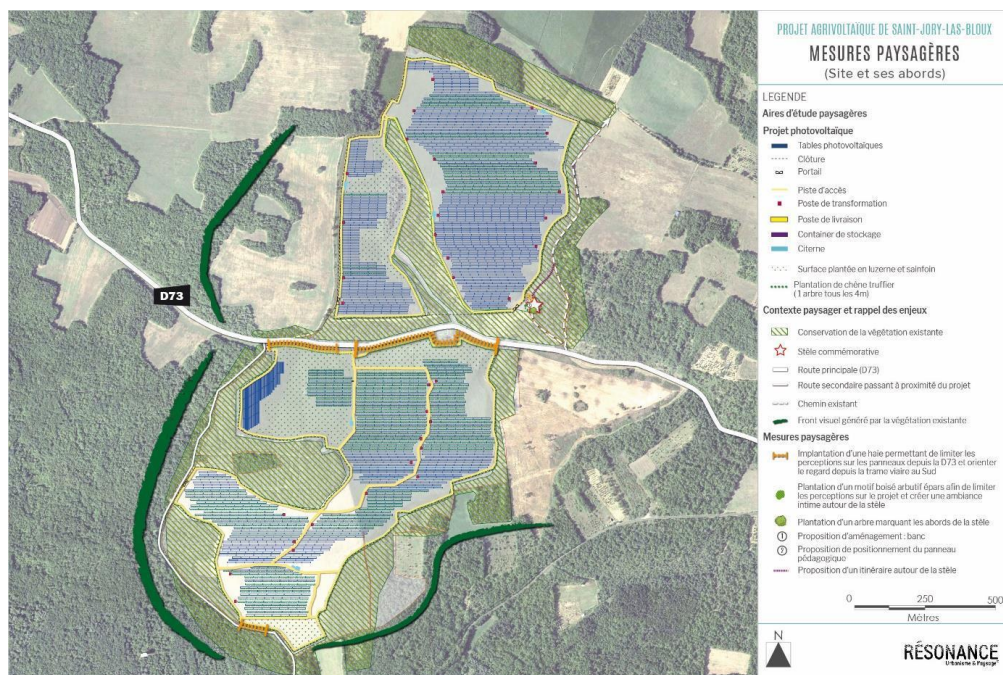 PROJET AGRIVOLTAÏQUE DE SAINT-JORY-LAS-BLOUX
MESURES PAYSAGÈRES
(Site et ses abords)
LEGENDE
Aires d'étude paysagères
Projet photovoltaïque
Tables photovoltaïques
Clôture
Portail
Piste d'accès
Poste de transformation
Poste de livraison
Container de stockage
Citerne
Surface plantée en luzerne et sainfoin
Plantation de chêne truffier
(1 arbre tous les 4m)
Contexte paysager et rappel des enjeux
Conservation de la végétation existante
Stèle commémorative
Route principale (D73)
Route secondaire passant à proximité du projet
Chemin existant
Front visuel généré par la végétation existante
Mesures paysagères
Implantation d'une haie permettant de limiter les
perceptions sur les panneaux depuis la D73 et orienter
le regard depuis la trame viaire au Sud
Plantation d'un motif boisé arbutif épars afin de limiter
les perceptions sur le projet et créer une ambiance
intime autour de la stèle
Plantation d'un arbre marquant les abords de la stèle
1 Proposition d'aménagement : banc
Proposition de positionnement du panneau
pédagogique
Proposition d'un itinéraire autour de la stèle
0 250 500
Mètres
N
RÉSONANCE
Urbanisme & Paysage
D73